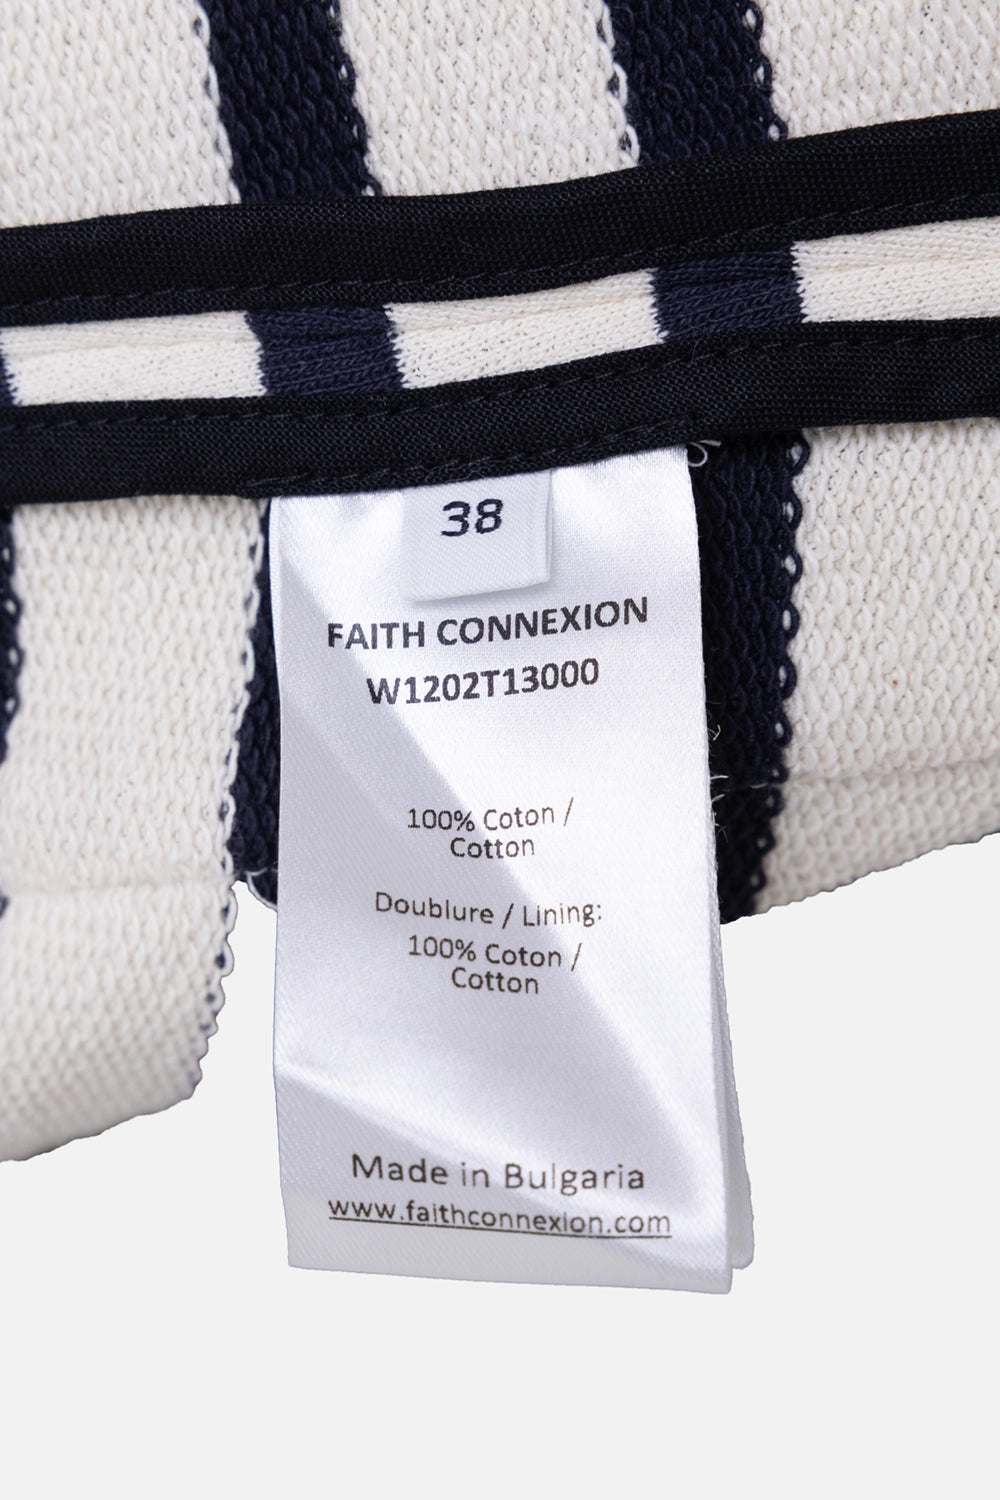 38
FAITH CONNEXION
W1202T13000
100% Coton /
Cotton
Doublure / Lining:
100% Coton /
Cotton
Made in Bulgaria
www.faithconnexion.com